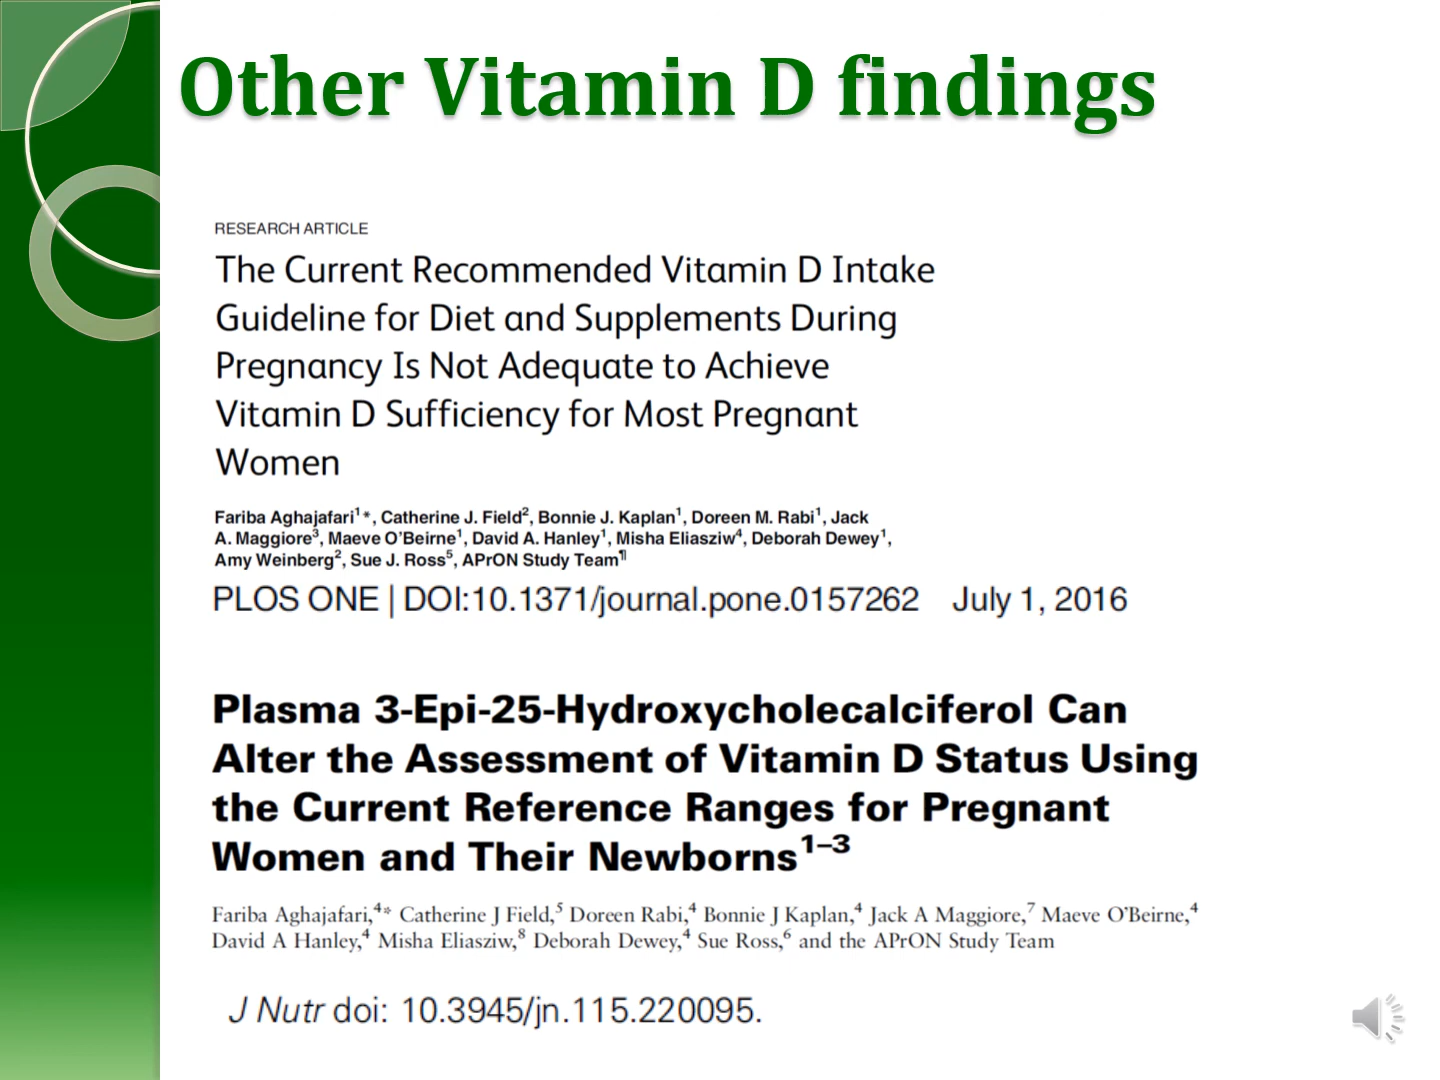 Other Vitamin D findings
RESEARCH ARTICLE
The Current Recommended Vitamin D Intake
Guideline for Diet and Supplements During
Pregnancy Is Not Adequate to Achieve
Vitamin D Sufficiency for Most Pregnant
Women
Fariba Aghajafari¹*, Catherine J. Field², Bonnie J. Kaplan¹, Doreen M. Rabi¹, Jack
A. Maggiore³, Maeve O'Beirne¹, David A. Hanley¹, Misha Eliasziw⁴, Deborah Dewey¹,
Amy Weinberg², Sue J. Ross⁵, APrON Study Team¶
PLOS ONE | DOI:10.1371/journal.pone.0157262 July 1, 2016
Plasma 3-Epi-25-Hydroxycholecalciferol Can
Alter the Assessment of Vitamin D Status Using
the Current Reference Ranges for Pregnant
Women and Their Newborns¹⁻³
Fariba Aghajafari,⁴* Catherine J Field,⁵ Doreen Rabi,⁴ Bonnie J Kaplan,⁴ Jack A Maggiore,⁷ Maeve O'Beirne,⁴
David A Hanley,⁴ Misha Eliasziw,⁸ Deborah Dewey,⁴ Sue Ross,⁶ and the APrON Study Team
J Nutr doi: 10.3945/jn.115.220095.